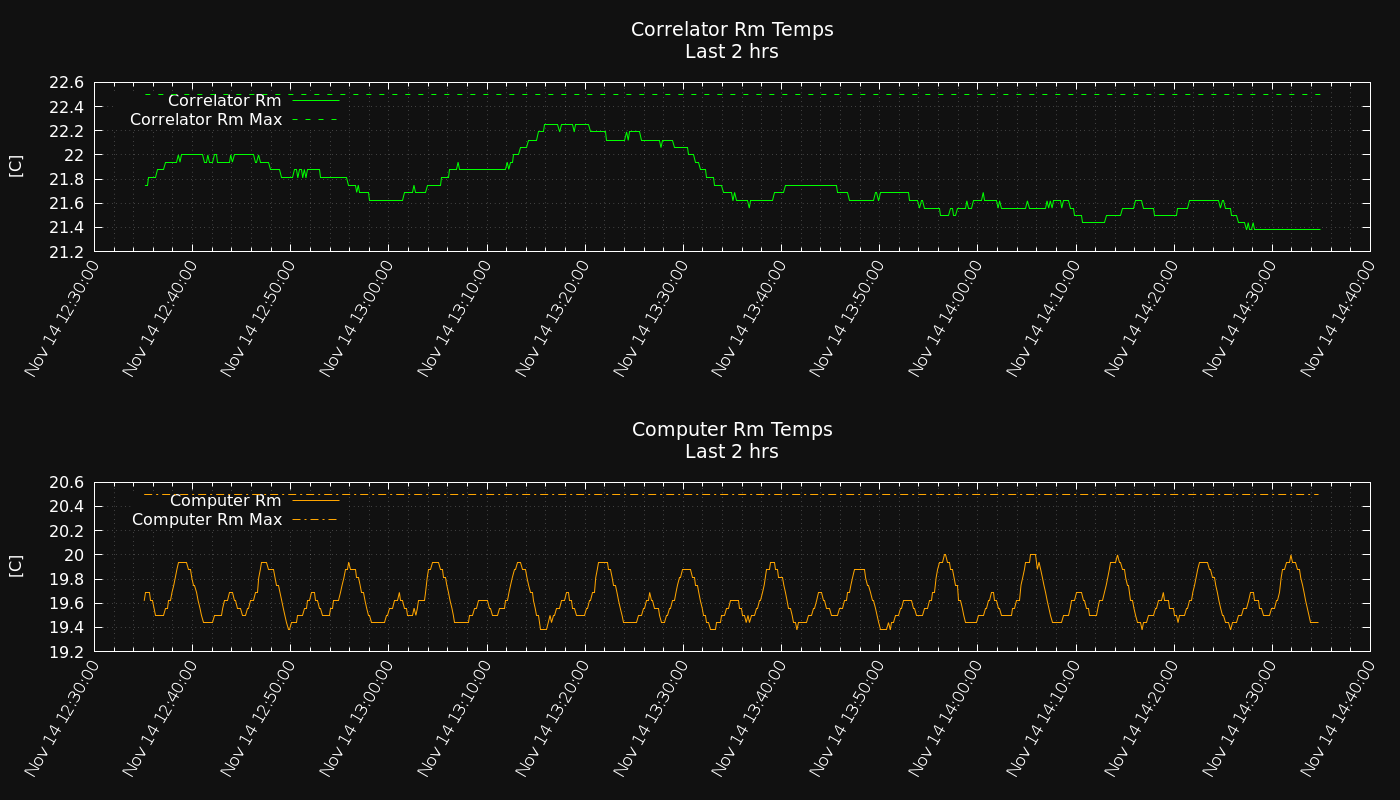 Correlator Rm Temps
Last 2 hrs
[C]
22.6
22.4
22.2
22
21.8
21.6
21.4
21.2
Correlator Rm
Correlator Rm Max
Nov 14 12:30:00
Nov 14 12:40:00
Nov 14 12:50:00
Nov 14 13:00:00
Nov 14 13:10:00
Nov 14 13:20:00
Nov 14 13:30:00
Nov 14 13:40:00
Nov 14 13:50:00
Nov 14 14:00:00
Nov 14 14:10:00
Nov 14 14:20:00
Nov 14 14:30:00
Nov 14 14:40:00
Computer Rm Temps
Last 2 hrs
[C]
20.6
20.4
20.2
20
19.8
19.6
19.4
19.2
Computer Rm
Computer Rm Max
Nov 14 12:30:00
Nov 14 12:40:00
Nov 14 12:50:00
Nov 14 13:00:00
Nov 14 13:10:00
Nov 14 13:20:00
Nov 14 13:30:00
Nov 14 13:40:00
Nov 14 13:50:00
Nov 14 14:00:00
Nov 14 14:10:00
Nov 14 14:20:00
Nov 14 14:30:00
Nov 14 14:40:00